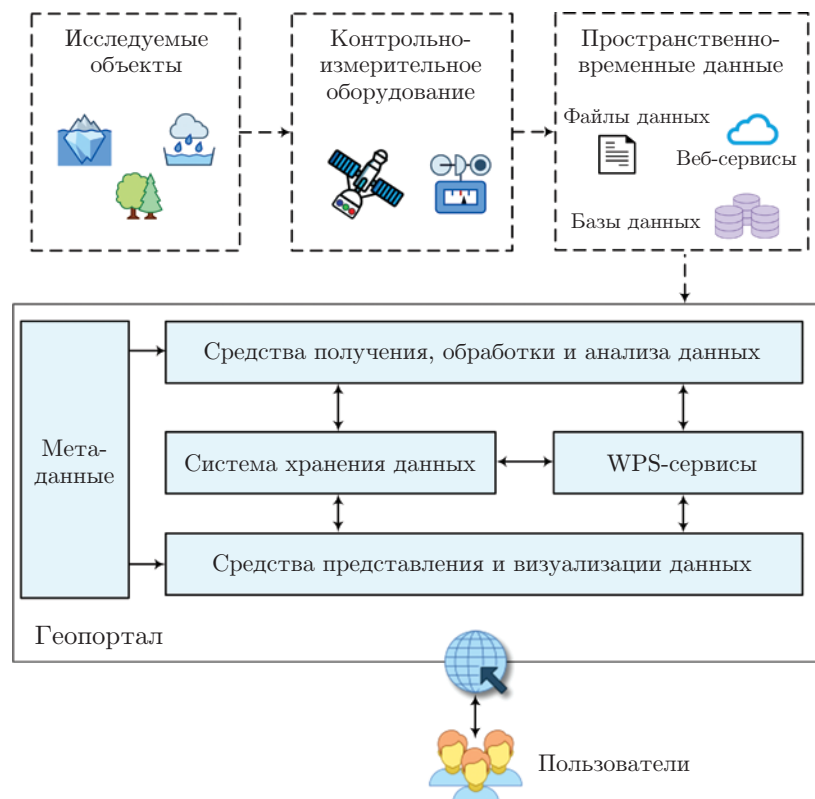 Исследуемые
объекты
Контрольно-
измерительное
оборудование
Пространственно-
временные данные
Файлы данных
Веб-сервисы
Базы данных
Средства получения, обработки и анализа данных
Мета-
данные
Система хранения данных
WPS-сервисы
Средства представления и визуализации данных
Геопортал
Пользователи